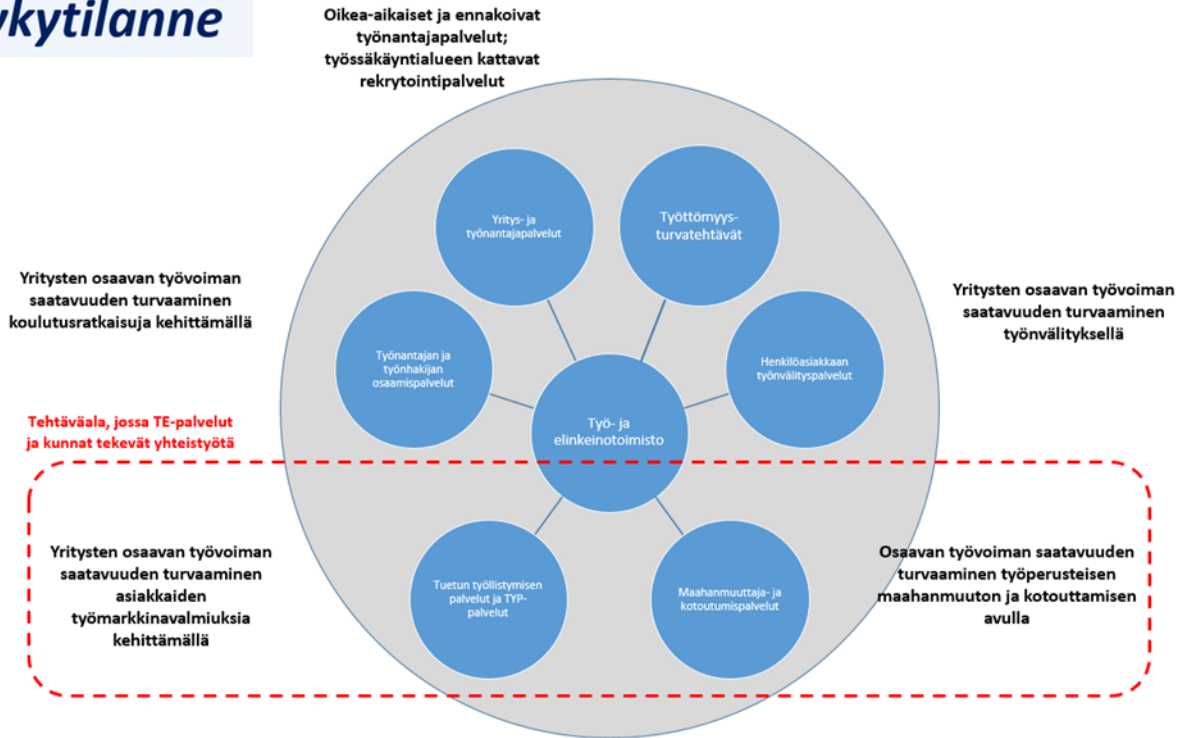 ykytilanne
Oikea-aikaiset ja ennakoivat
työnantajapalvelut;
työssäkäyntialueen kattavat
rekrytointipalvelut
Yritys- ja
työnantajapalvelut
Työttömyys-
turvatehtävät
Yritysten osaavan työvoiman
saatavuuden turvaaminen
koulutusratkaisuja kehittämällä
Yritysten osaavan työvoiman
saatavuuden turvaaminen
työnvälityksellä
Työnantajan ja
työnhakijan
osaamispalvelut
Henkilöasiakkaan
työnvälityspalvelut
Työ- ja
elinkeinotoimisto
Tehtäväala, jossa TE-palvelut
ja kunnat tekevät yhteistyötä
Yritysten osaavan työvoiman
saatavuuden turvaaminen
asiakkaiden
työmarkkinavalmiuksia
kehittämällä
Tuetun työllistymisen
palvelut ja TYP-
palvelut
Maahanmuuttaja- ja
kotoutumispalvelut
Osaavan työvoiman saatavuuden
turvaaminen työperusteisen
maahanmuuton ja kotouttamisen
avulla